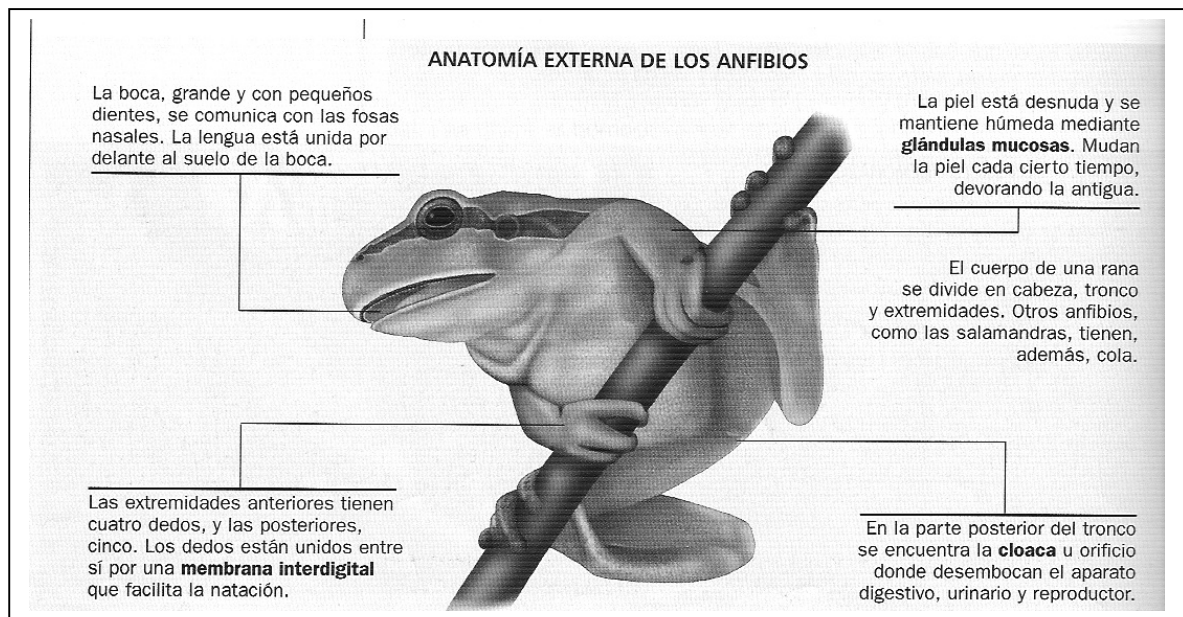 ANATOMÍA EXTERNA DE LOS ANFIBIOS
La boca, grande y con pequeños
dientes, se comunica con las fosas
nasales. La lengua está unida por
delante al suelo de la boca.
La piel está desnuda y se
mantiene húmeda mediante
glándulas mucosas. Mudan
la piel cada cierto tiempo,
devorando la antigua.
El cuerpo de una rana
se divide en cabeza, tronco
y extremidades. Otros anfibios,
como las salamandras, tienen,
además, cola.
Las extremidades anteriores tienen
cuatro dedos, y las posteriores,
cinco. Los dedos están unidos entre
sí por una membrana interdigital
que facilita la natación.
En la parte posterior del tronco
se encuentra la cloaca u orificio
donde desembocan el aparato
digestivo, urinario y reproductor.